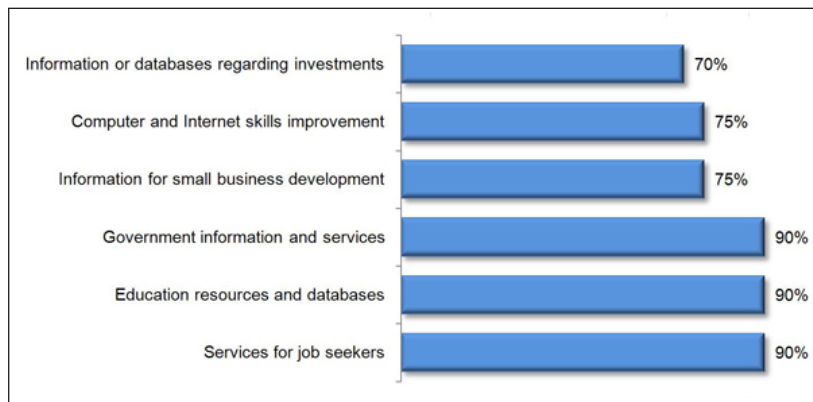 Information or databases regarding investments 70%
Computer and Internet skills improvement 75%
Information for small business development 75%
Government information and services 90%
Education resources and databases 90%
Services for job seekers 90%